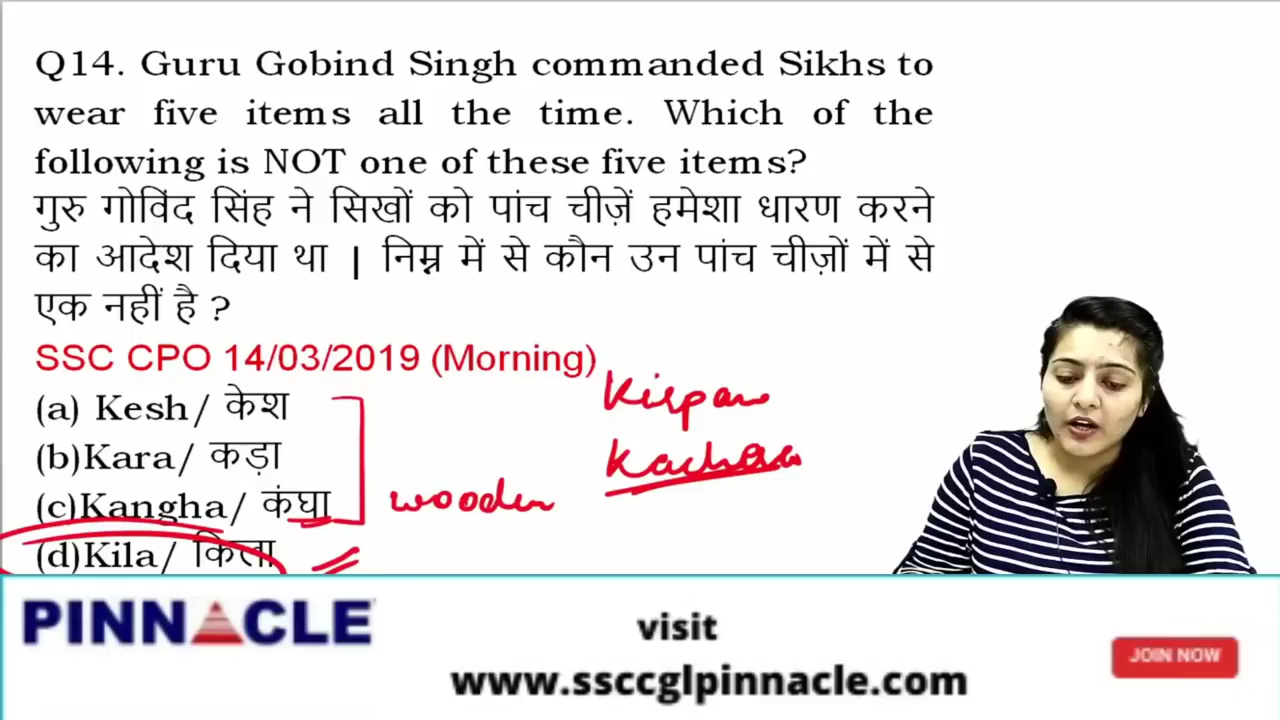 Q14. Guru Gobind Singh commanded Sikhs to
wear five items all the time. Which of the
following is NOT one of these five items?
गुरु गोविंद सिंह ने सिखों को पांच चीज़ें हमेशा धारण करने
का आदेश दिया था | निम्न में से कौन उन पांच चीज़ों में से
एक नहीं है ?
SSC CPO 14/03/2019 (Morning)
Kirpan
(a) Kesh/ केश
(b)Kara/ कड़ा
Kachera
(c)Kangha/ कंघा
wooden
(d)Kila/ किला
PINNACLE
visit
www.ssccglpinnacle.com
JOIN NOW